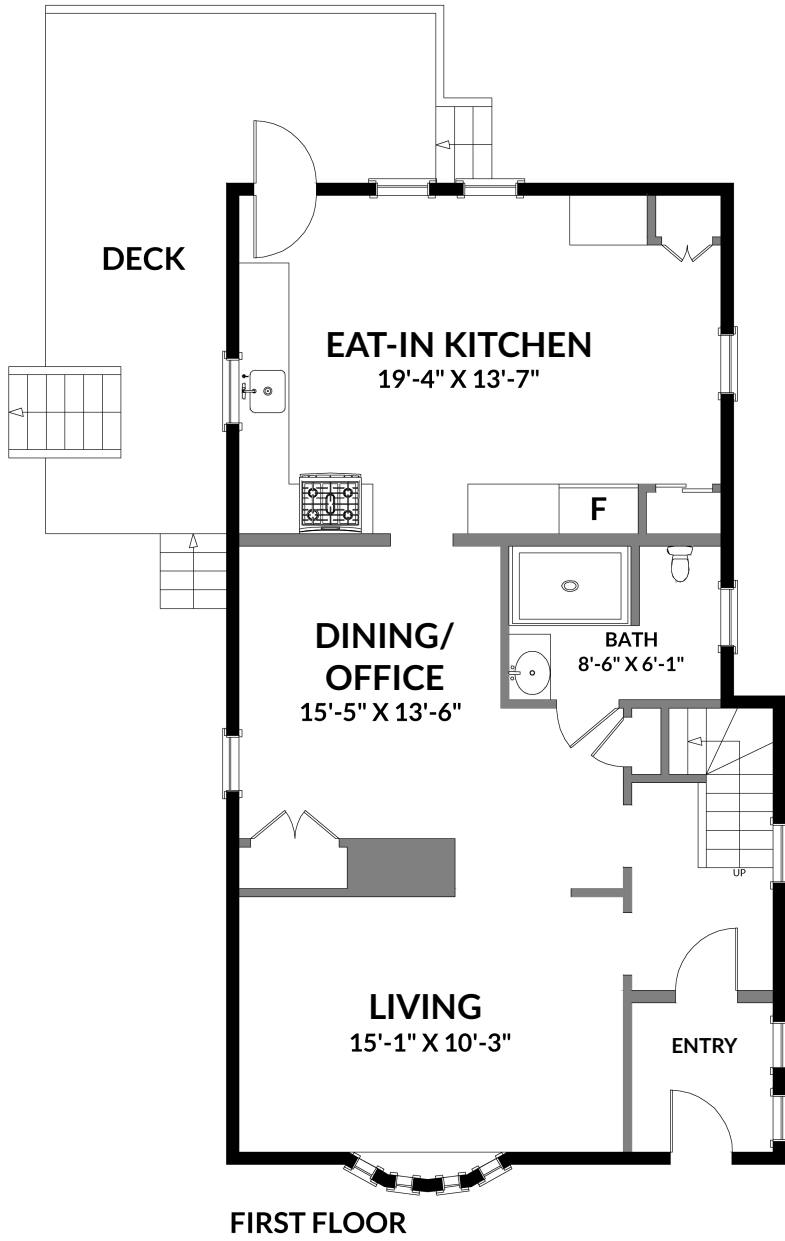 DECK
EAT-IN KITCHEN
19'-4" X 13'-7"
F
DINING/
OFFICE
15'-5" X 13'-6"
BATH
8'-6" X 6'-1"
UP
LIVING
15'-1" X 10'-3"
ENTRY
FIRST FLOOR